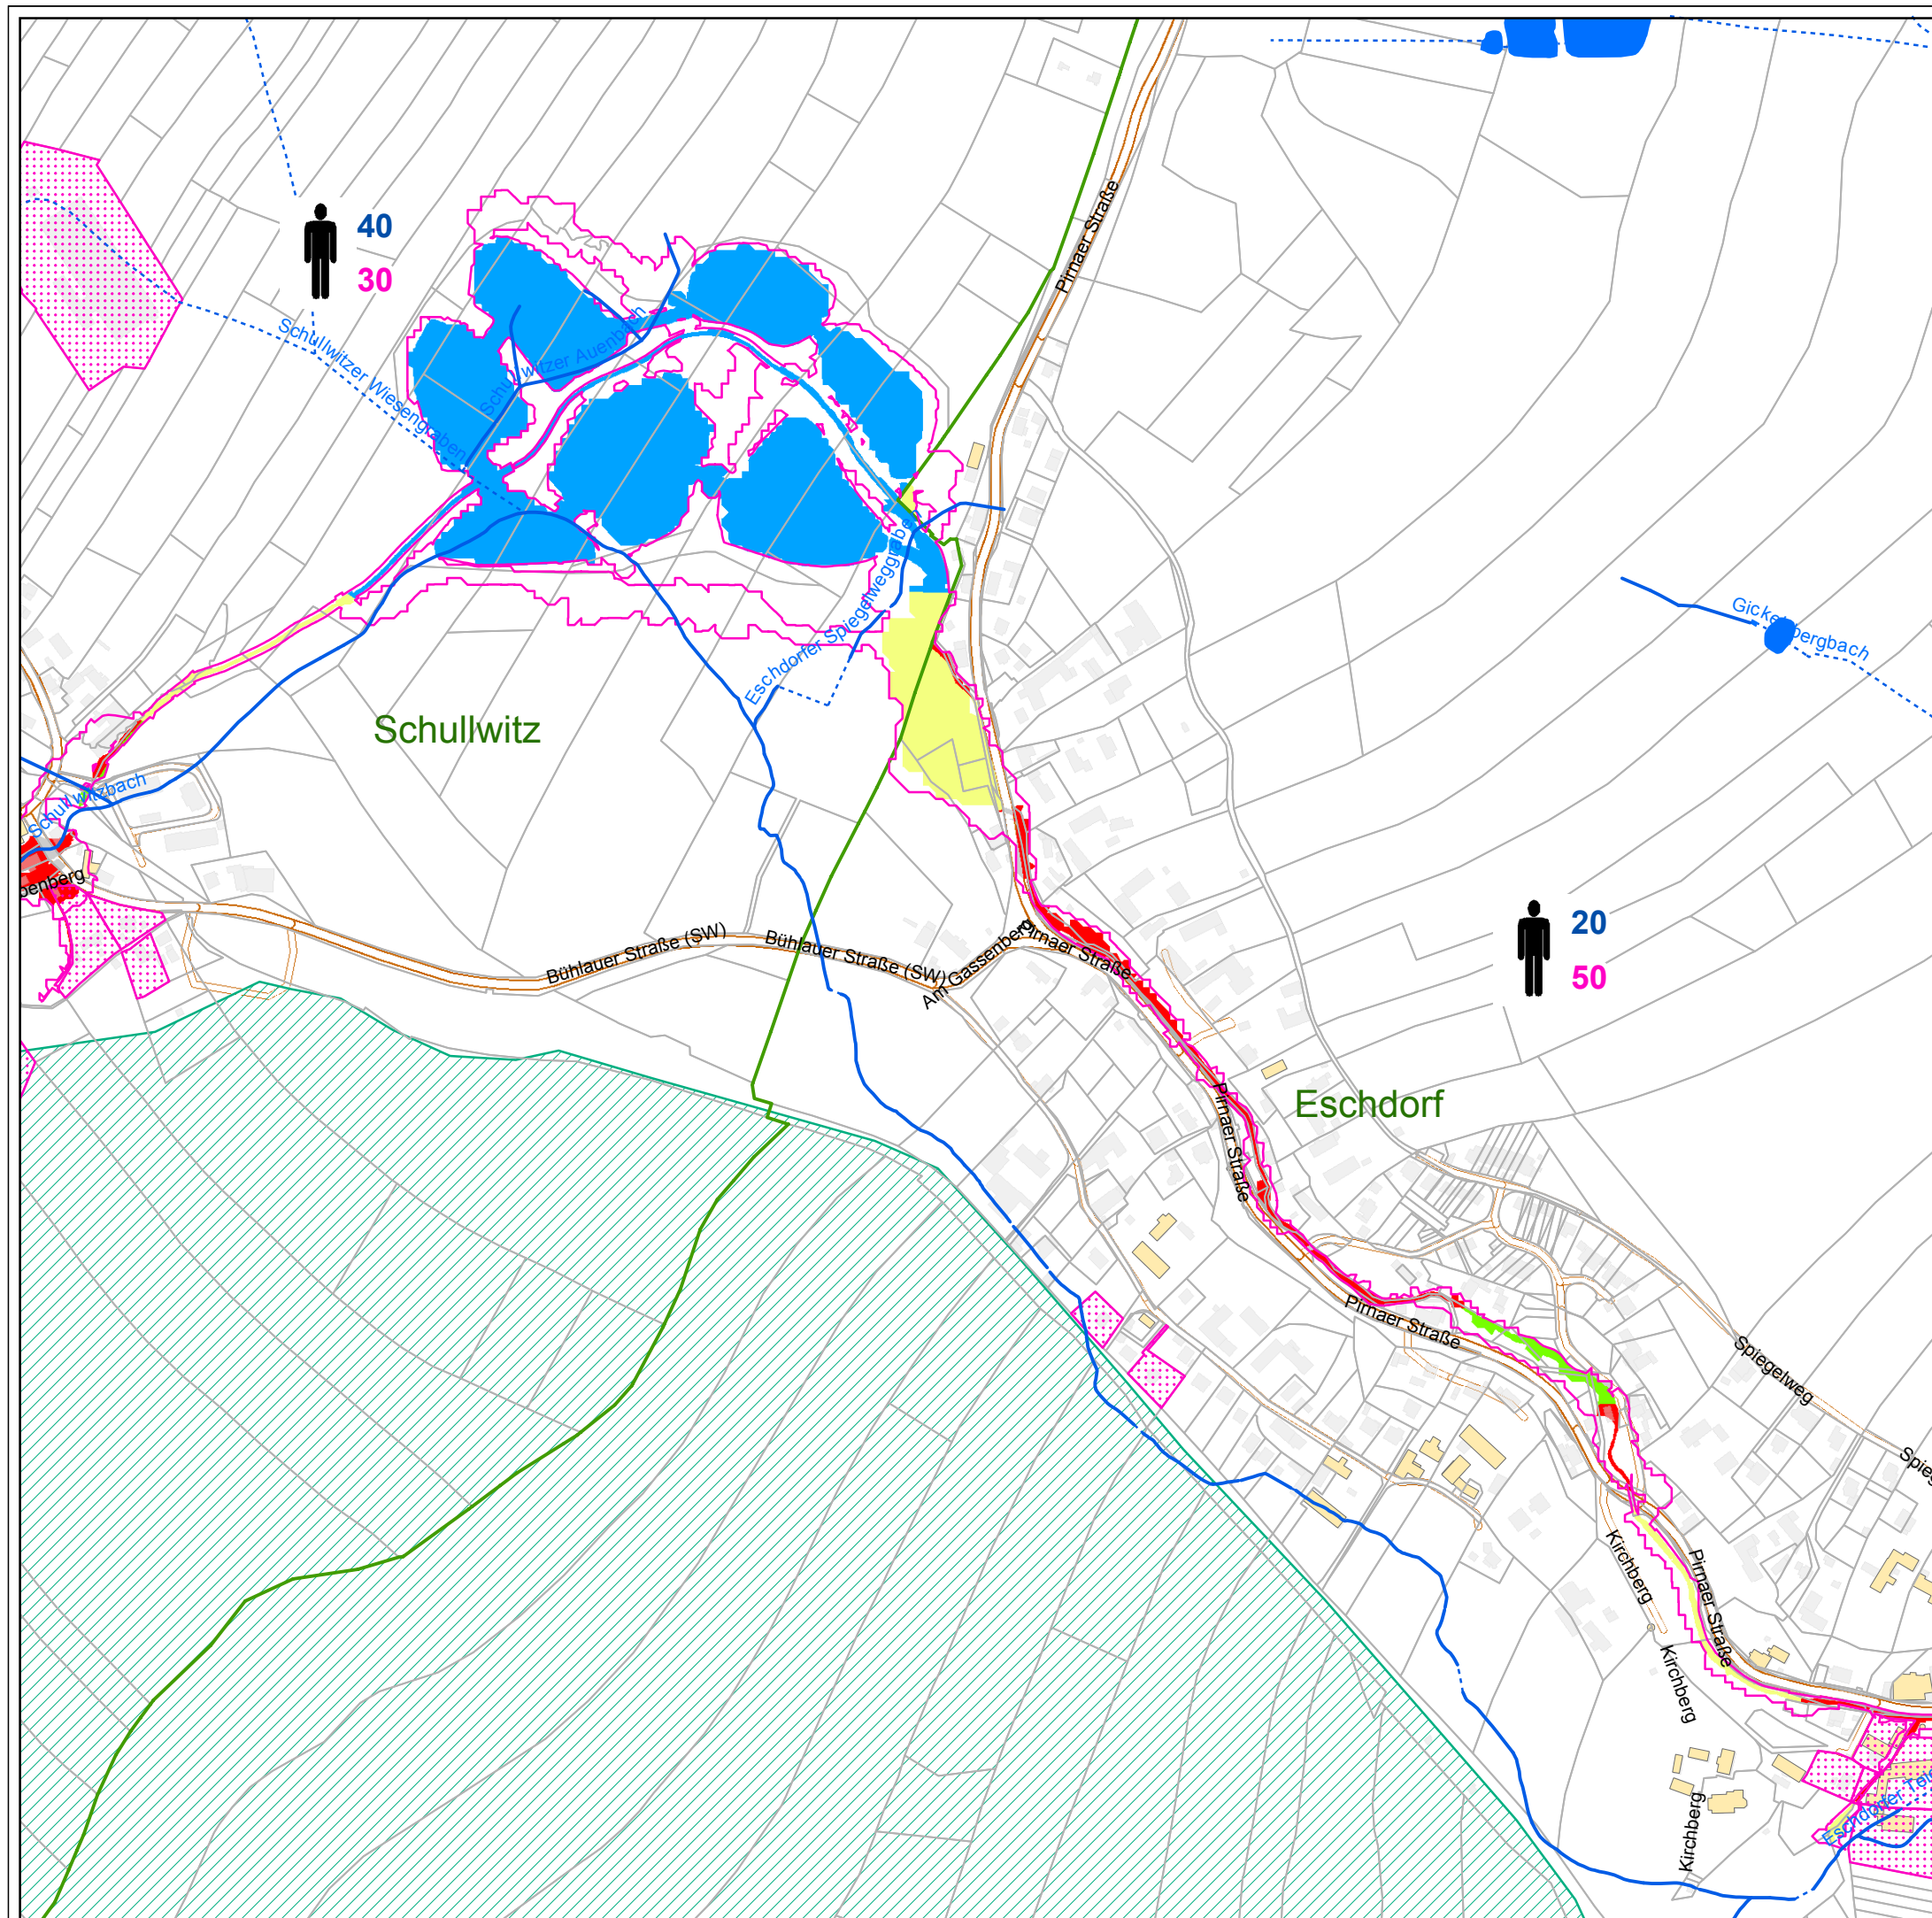 Pirnaer Straße
40
30
Schullwitzer Wiesengraben
Schullwitzer Auenbach
Eschdorfer Spiegelweggraben
Gickelsbergbach
Schullwitz
Schullwitzbach
Bühlauer Straße (SW)
Bühlauer Straße (SW)
Am Gassenberg
Pirnaer Straße
20
50
Eschdorf
Pirnaer Straße
Pirnaer Straße
Spiegelweg
Kirchberg
Pirnaer Straße
Kirchberg
Kirchberg
Eschdorfer